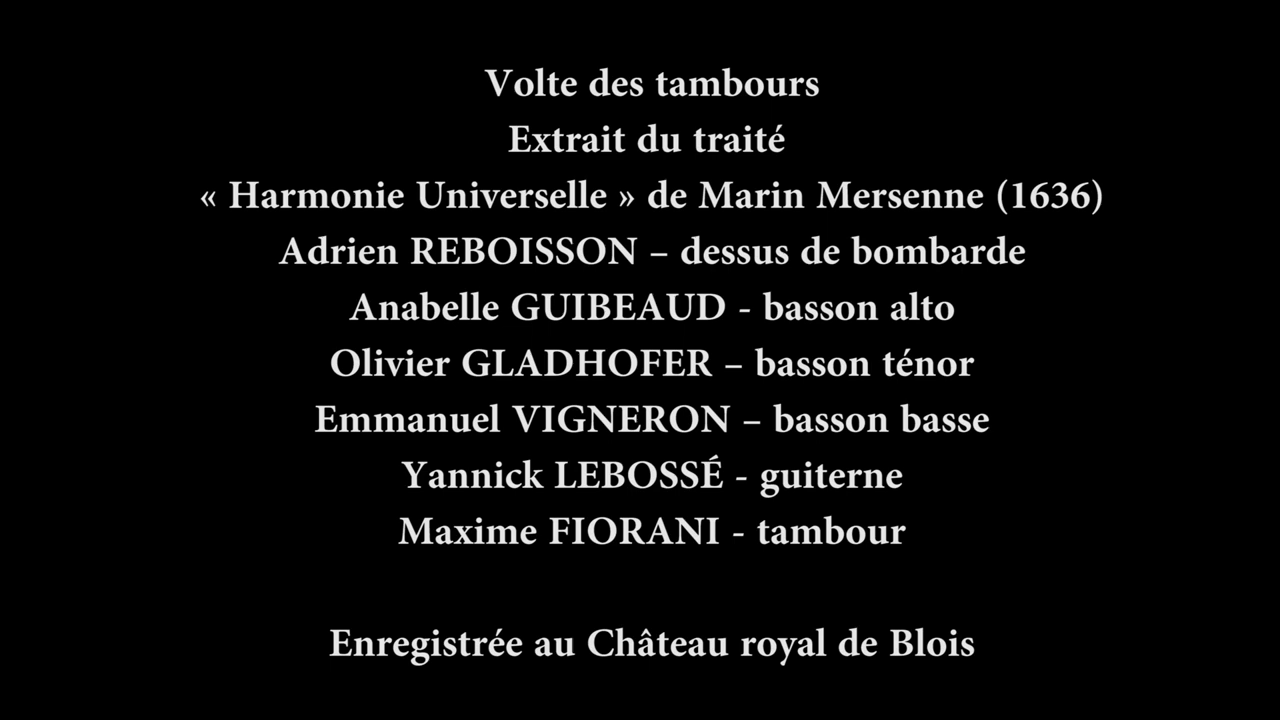 Volte des tambours
Extrait du traité
« Harmonie Universelle » de Marin Mersenne (1636)
Adrien REBOISSON – dessus de bombarde
Anabelle GUIBEAUD - basson alto
Olivier GLADHOFER – basson ténor
Emmanuel VIGNERON – basson basse
Yannick LEBOSSÉ - guiterne
Maxime FIORANI - tambour
Enregistrée au Château royal de Blois